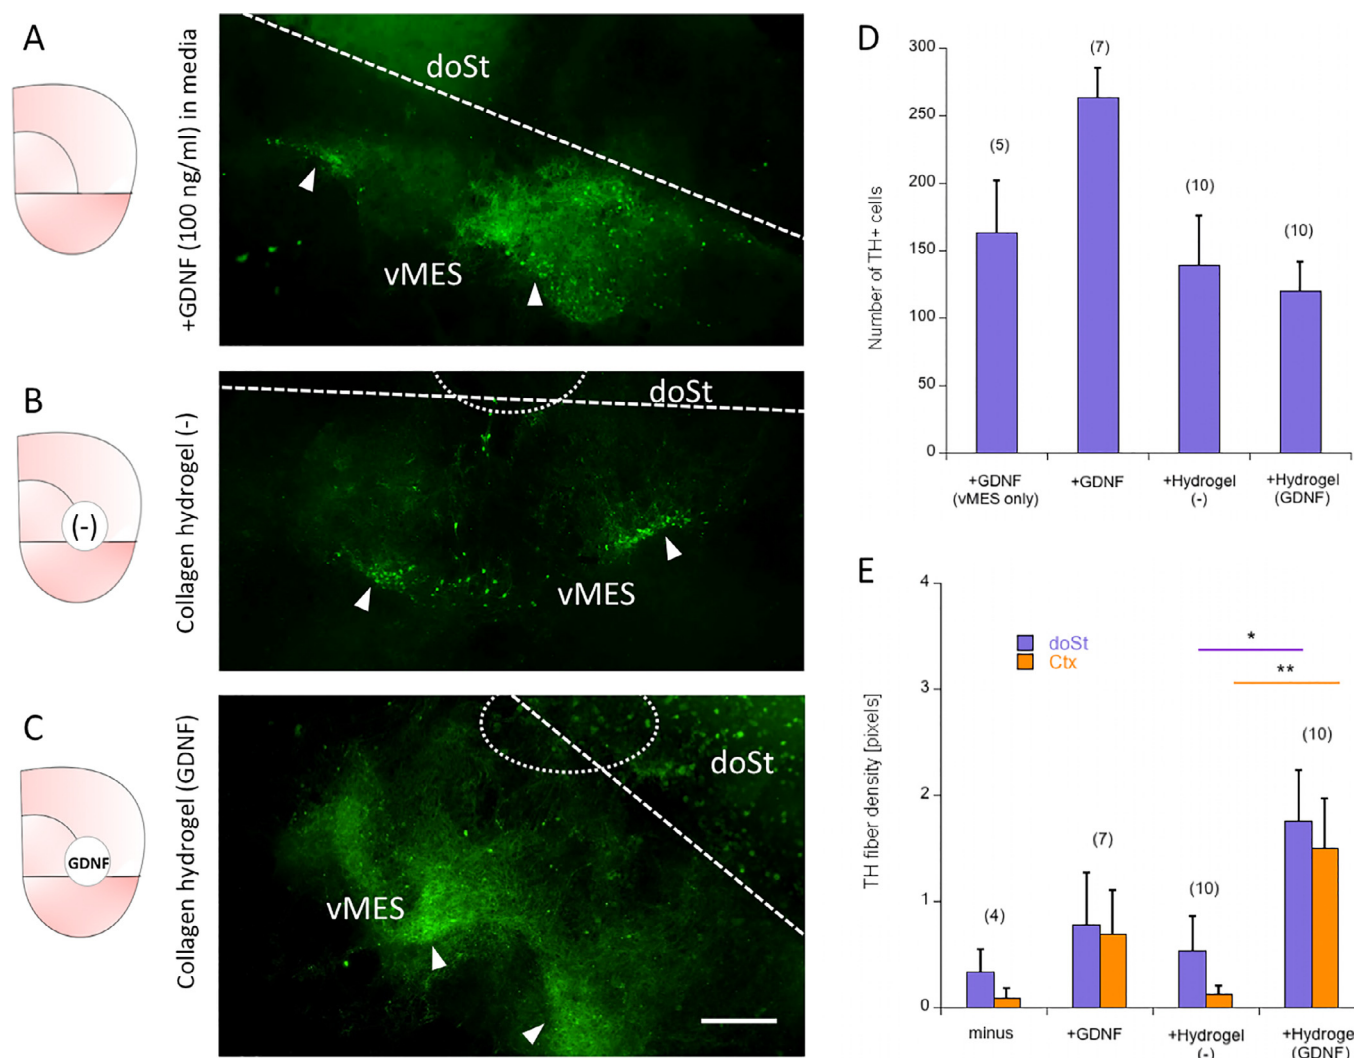 A
+GDNF (100 ng/ml) in media
doSt
vMES
B
Collagen hydrogel (-)
(-)
doSt
vMES
C
Collagen hydrogel (GDNF)
GDNF
doSt
vMES
D
Number of TH+ cells
300
250
200
150
100
50
0
(5)
(7)
(10)
(10)
+GDNF
(vMES only)
+GDNF
+Hydrogel
(-)
+Hydrogel
(GDNF)
E
TH fiber density [pixels]
4
3
2
1
0
doSt
Ctx
*
**
(4)
(7)
(10)
(10)
minus
+GDNF
+Hydrogel
(-)
+Hydroge
(GDNF)